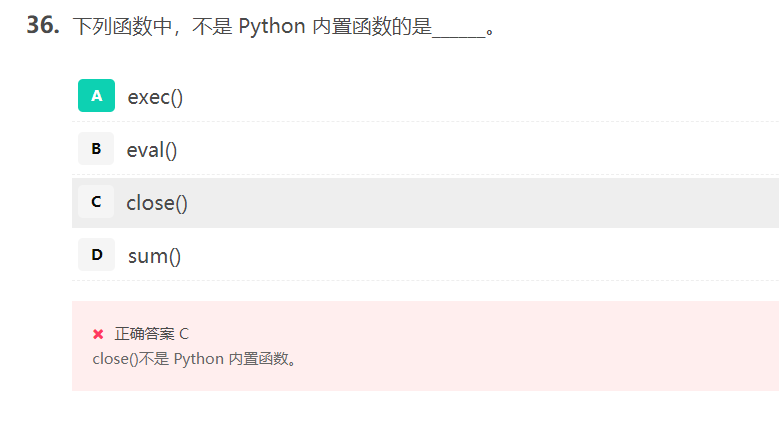 36. 下列函数中，不是 Python 内置函数的是______。
A exec()
B eval()
C close()
D sum()
✖ 正确答案 C
close()不是 Python 内置函数。